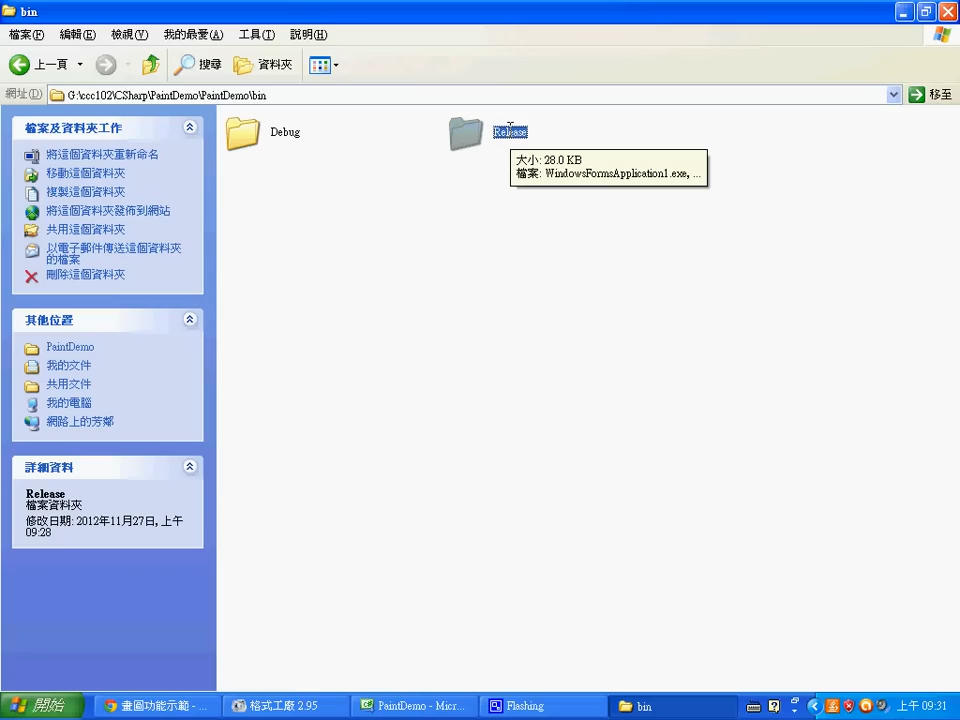 bin
檔案(F) 編輯(E) 檢視(V) 我的最愛(A) 工具(T) 說明(H)
上一頁 搜尋 資料夾
網址(D) G:\ccc102\CSharp\PaintDemo\PaintDemo\bin 移至
檔案及資料夾工作
將這個資料夾重新命名
移動這個資料夾
複製這個資料夾
將這個資料夾發佈到網站
共用這個資料夾
以電子郵件傳送這個資料夾
的檔案
刪除這個資料夾
其他位置
PaintDemo
我的文件
共用文件
我的電腦
網路上的芳鄰
詳細資料
Release
檔案資料夾
修改日期: 2012年11月27日, 上午
09:28
Debug
Release
大小: 28.0 KB
檔案: WindowsFormsApplication1.exe, ...
開始 畫圖功能示範 - ... 格式工廠 2.95 PaintDemo - Micr... Flashing bin 上午 09:31